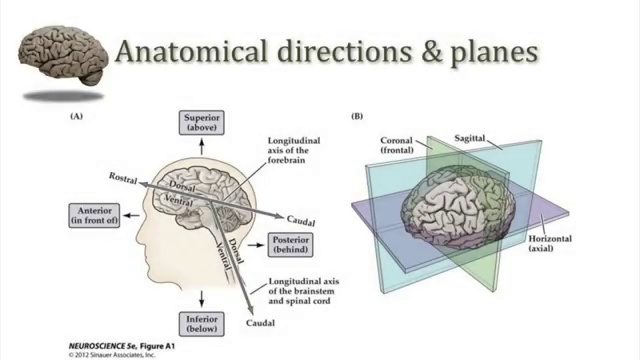 Anatomical directions & planes
(A)
Superior
(above)
Longitudinal
axis of the
forebrain
Rostral
Dorsal
Ventral
Anterior
(in front of)
Caudal
Posterior
(behind)
Dorsal
Ventral
Longitudinal axis
of the brainstem
and spinal cord
Inferior
(below)
Caudal
(B)
Coronal
(frontal)
Sagittal
Horizontal
(axial)
NEUROSCIENCE 5e, Figure A1
© 2012 Sinauer Associates, Inc.